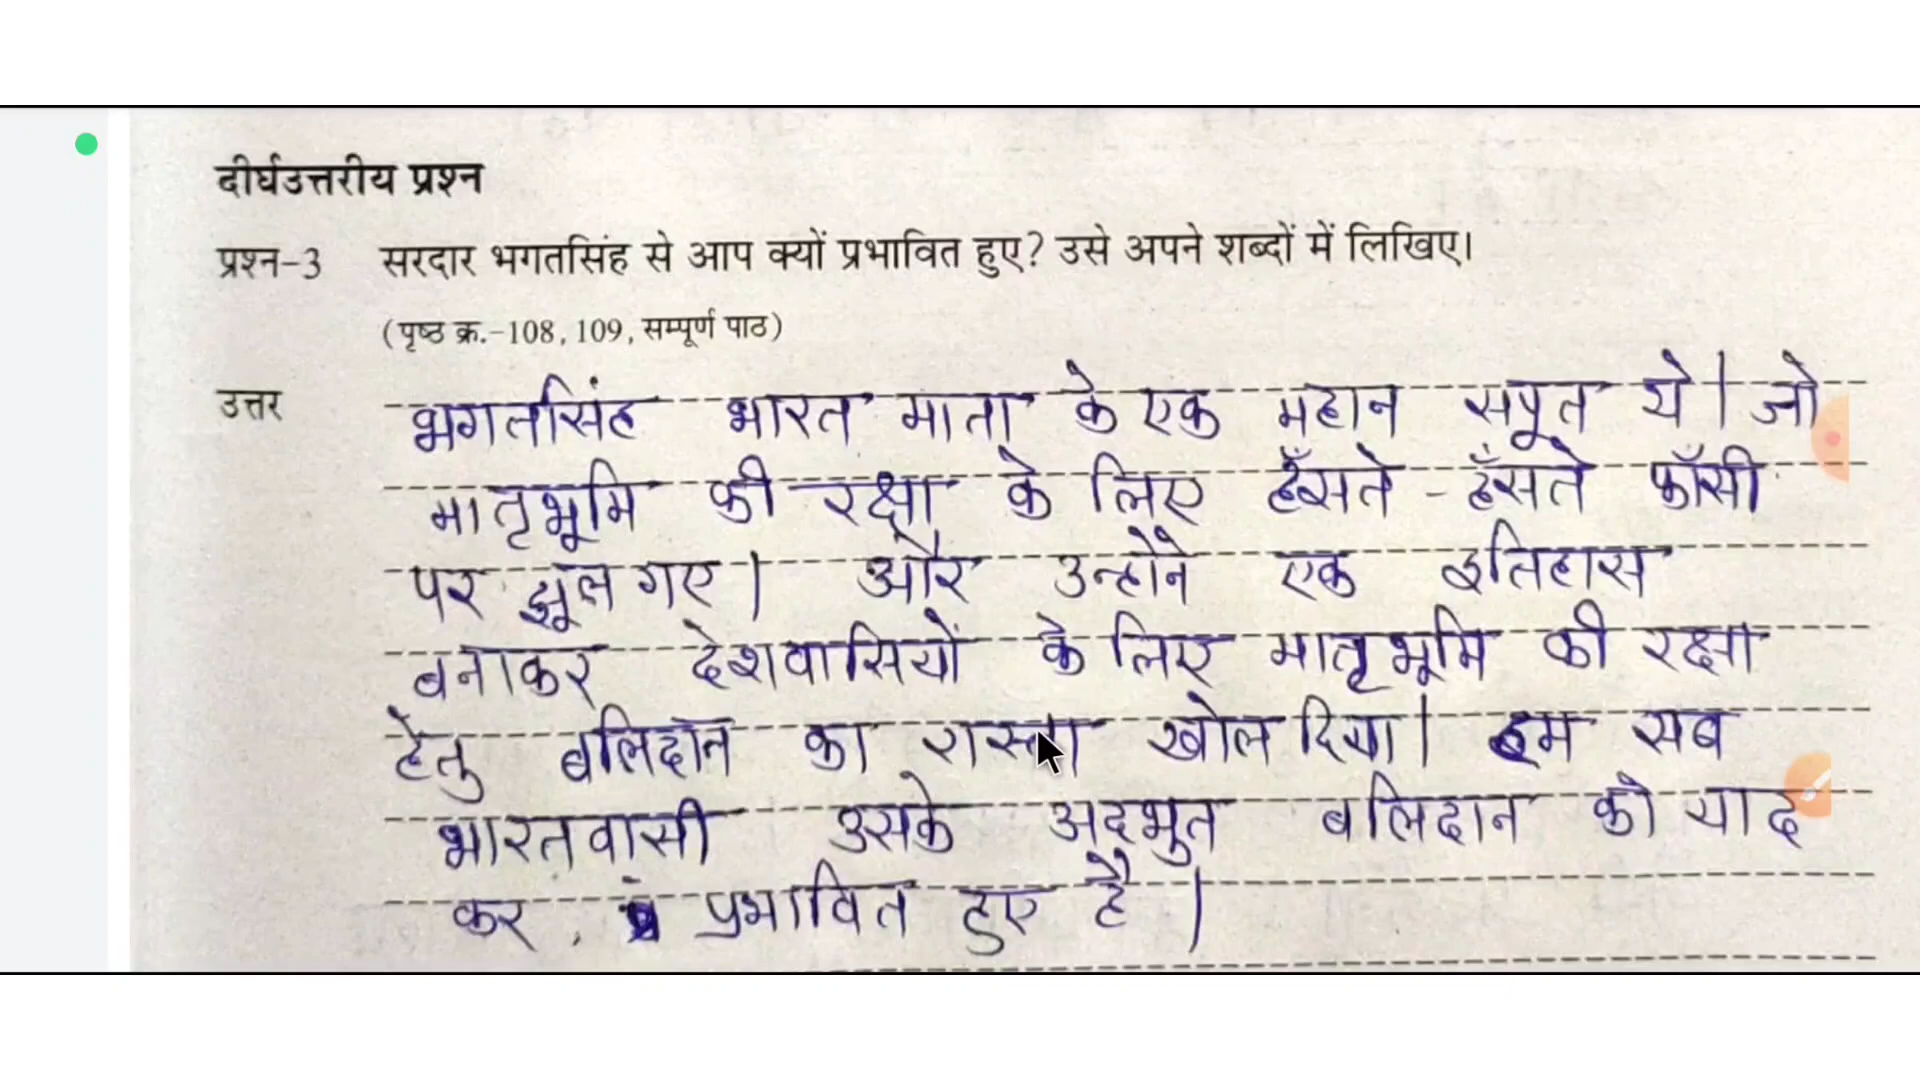 दीर्घउत्तरीय प्रश्न
प्रश्न-3 सरदार भगतसिंह से आप क्यों प्रभावित हुए? उसे अपने शब्दों में लिखिए।
(पृष्ठ क्र.-108, 109, सम्पूर्ण पाठ)
उत्तर भगतसिंह भारत माता के एक महान सपूत थे। जो
मातृभूमि की रक्षा के लिए हँसते - हँसते फाँसी
पर झूल गए। और उन्होंने एक इतिहास
बनाकर देशवासियों के लिए मातृभूमि की रक्षा
हेतु बलिदान का रास्ता खोल दिया। हम सब
भारतवासी उसके अदभुत बलिदान को याद
कर, प्रभावित हुए है।